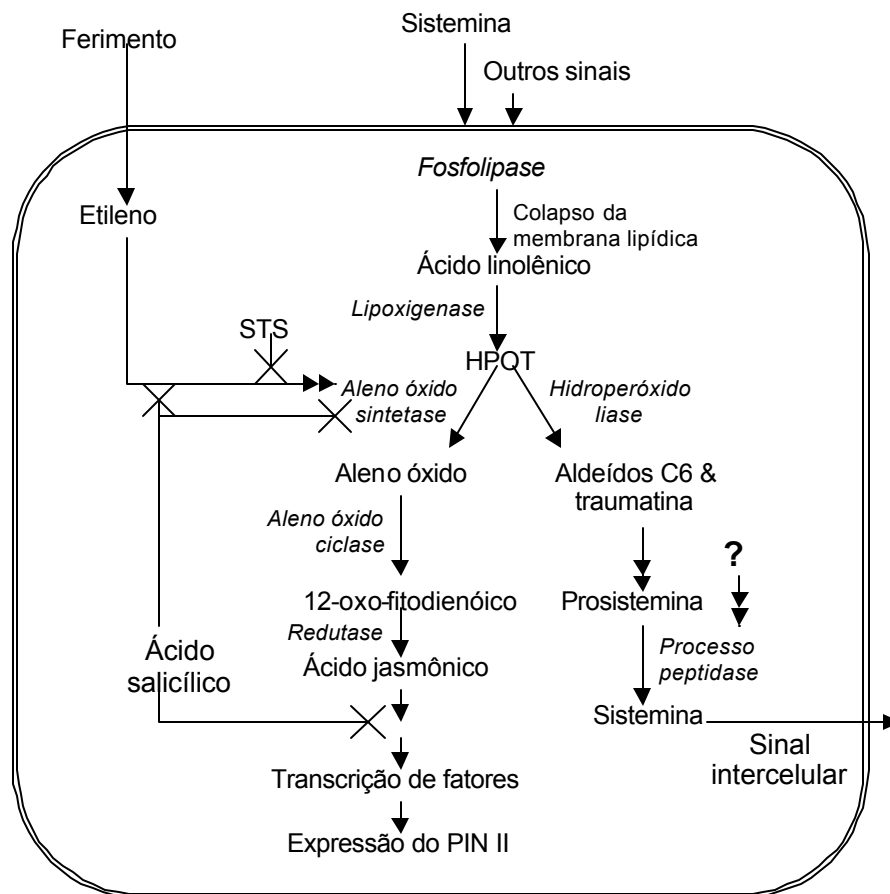 Ferimento
Sistemina
Outros sinais
Fosfolipase
Etileno
Colapso da
membrana lipídica
Ácido linolênico
Lipoxigenase
STS
HPOT
Aleno óxido
sintetase
Hidroperóxido
liase
Aleno óxido
Aldeídos C6 &
traumatina
Aleno óxido
ciclase
?
12-oxo-fitodienóico
Prosistemina
Redutase
Processo
peptidase
Ácido
salicílico
Ácido jasmônico
Sistemina
Sinal
intercelular
Transcrição de fatores
Expressão do PIN II